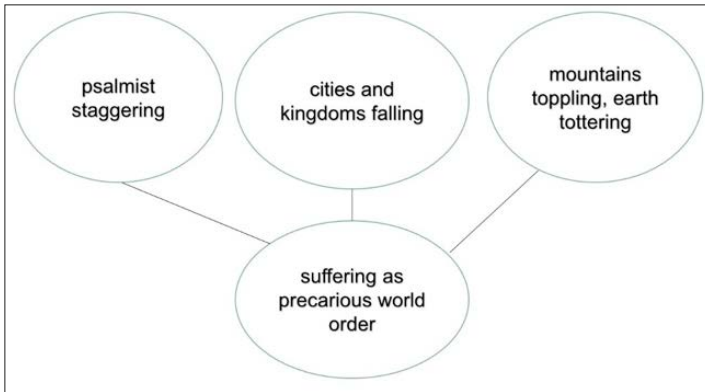 psalmist
staggering
cities and
kingdoms falling
mountains
toppling, earth
tottering
suffering as
precarious world
order